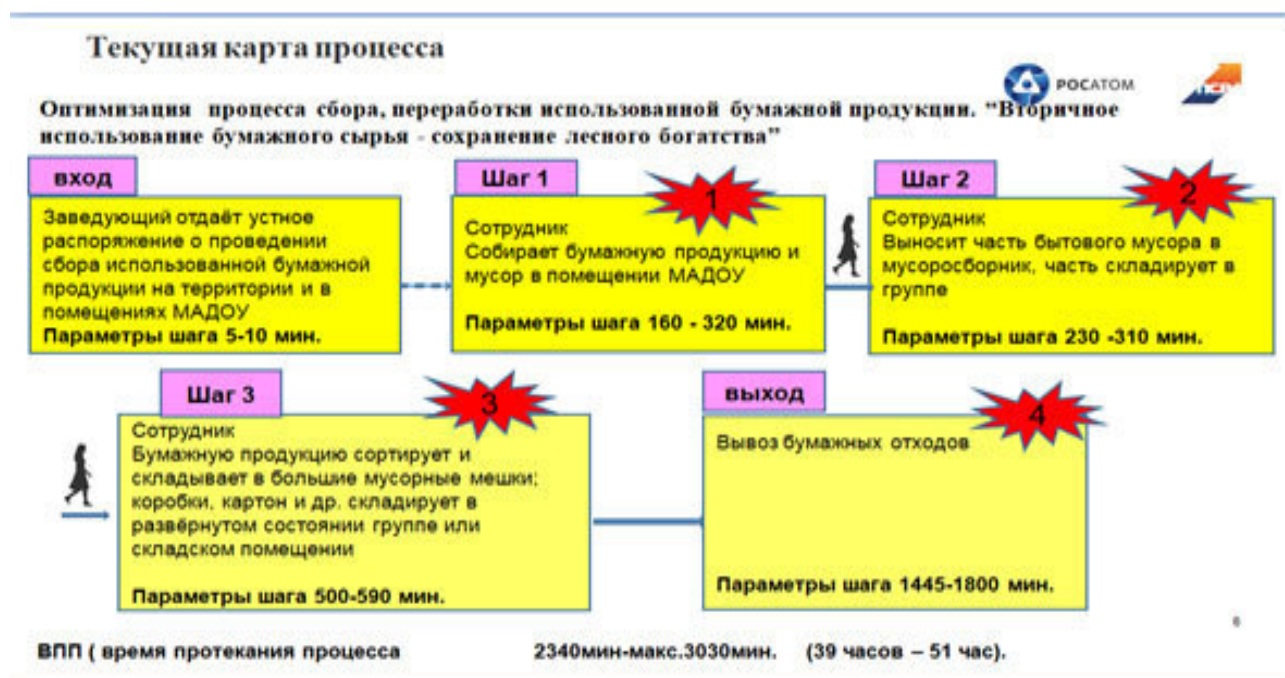 Текущая карта процесса
РОСАТОМ
Оптимизация процесса сбора, переработки использованной бумажной продукции. “Вторичное
использование бумажного сырья - сохранение лесного богатства”
вход
Заведующий отдаёт устное
распоряжение о проведении
сбора использованной бумажной
продукции на территории и в
помещениях МАДОУ
Параметры шага 5-10 мин.
Шаг 1
1
Сотрудник
Собирает бумажную продукцию и
мусор в помещении МАДОУ
Параметры шага 160 - 320 мин.
Шаг 2
2
Сотрудник
Выносит часть бытового мусора в
мусоросборник, часть складирует в
группе
Параметры шага 230 -310 мин.
Шаг 3
3
Сотрудник
Бумажную продукцию сортирует и
складывает в большие мусорные мешки;
коробки, картон и др. складирует в
развёрнутом состоянии группе или
складском помещении
Параметры шага 500-590 мин.
выход
4
Вывоз бумажных отходов
Параметры шага 1445-1800 мин.
ВПП ( время протекания процесса 2340мин-макс.3030мин. (39 часов – 51 час).